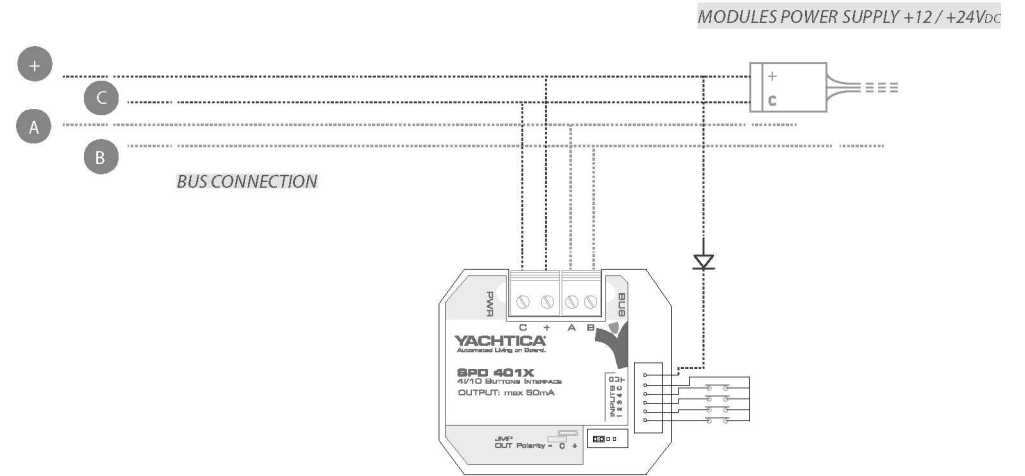 MODULES POWER SUPPLY +12 / +24VDC
+
C
A
B
+
C
BUS CONNECTION
PWR
BUS
C + A B
YACHTICA
Automated Living on Board.
SPD 401X
4I/10 BUTTONS INTERFACE
OUTPUT: max 50mA
INPUTS
1 2 3 4 C
JMP
OUT Polarity - C +